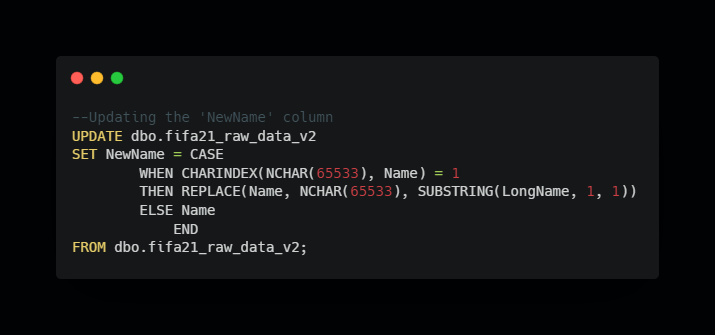 --Updating the 'NewName' column
UPDATE dbo.fifa21_raw_data_v2
SET NewName = CASE
        WHEN CHARINDEX(NCHAR(65533), Name) = 1
        THEN REPLACE(Name, NCHAR(65533), SUBSTRING(LongName, 1, 1))
        ELSE Name
            END
FROM dbo.fifa21_raw_data_v2;